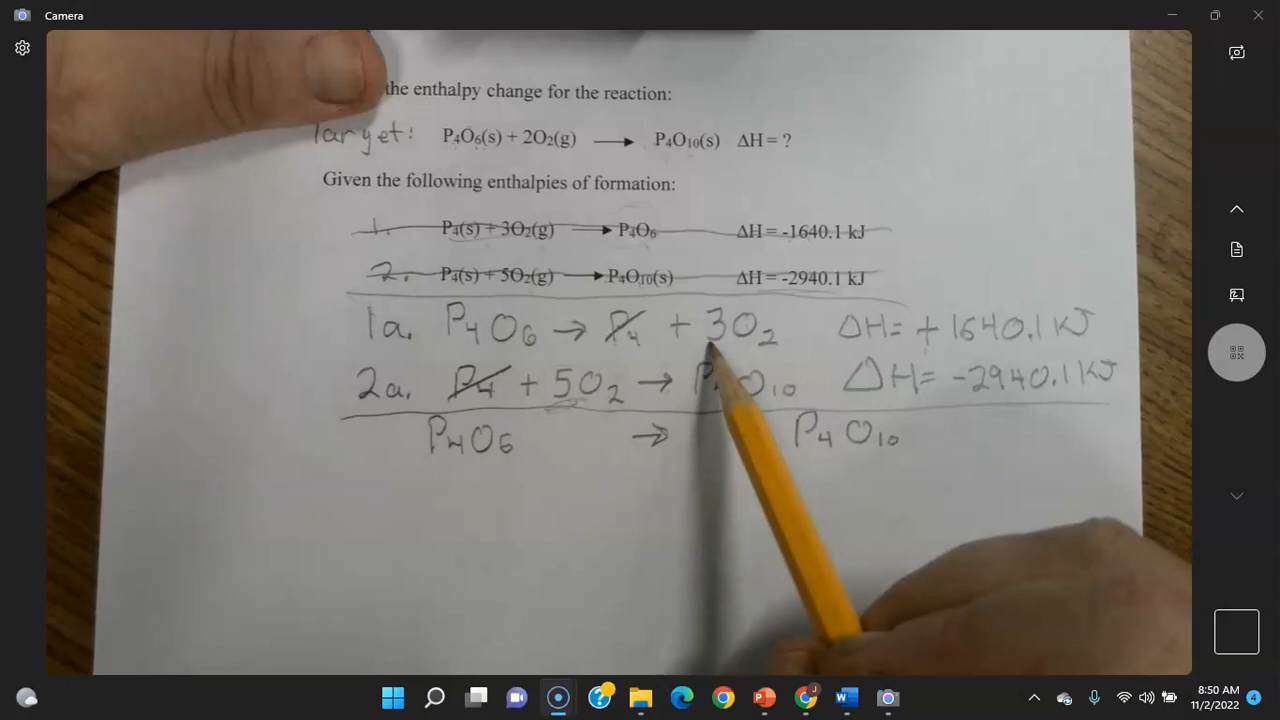 Camera
the enthalpy change for the reaction:
Target: P₄O₆(s) + 2O₂(g) → P₄O₁₀(s) ΔH = ?
Given the following enthalpies of formation:
1. P₄(s) + 3O₂(g) → P₄O₆ ΔH = -1640.1 kJ
2. P₄(s) + 5O₂(g) → P₄O₁₀(s) ΔH = -2940.1 kJ
1a. P₄O₆ → P₄ + 3O₂ ΔH = +1640.1 KJ
2a. P₄ + 5O₂ → P₄O₁₀ ΔH = -2940.1 KJ
P₄O₆ → P₄O₁₀
8:50 AM
11/2/2022
4